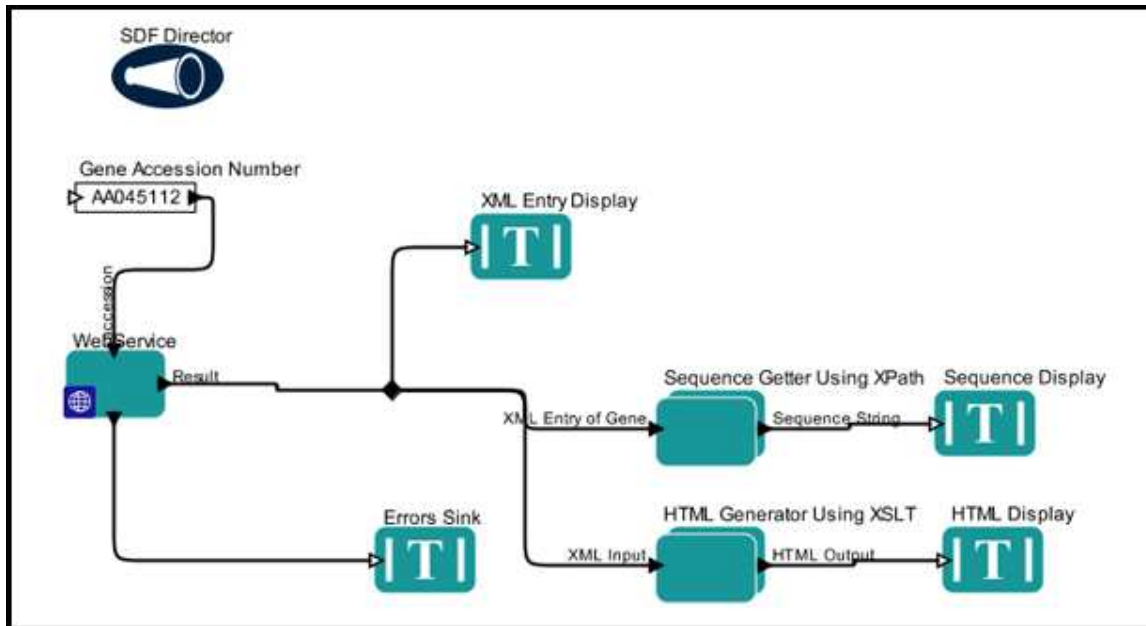 SDF Director
Gene Accession Number
AA045112
XML Entry Display
T
accession
WebService
Result
Sequence Getter Using XPath
Sequence Display
XML Entry of Gene
Sequence String
T
Errors Sink
T
HTML Generator Using XSLT
HTML Display
XML Input
HTML Output
T